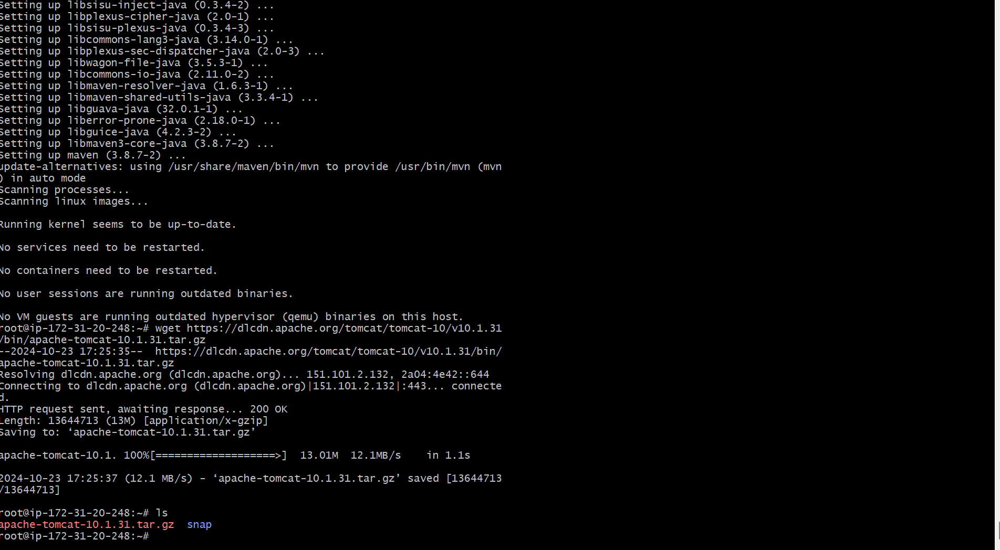 Setting up libsisu-inject-java (0.3.4-2) ...
Setting up libplexus-cipher-java (2.0-1) ...
Setting up libsisu-plexus-java (0.3.4-3) ...
Setting up libcommons-lang3-java (3.14.0-1) ...
Setting up libplexus-sec-dispatcher-java (2.0-3) ...
Setting up libwagon-file-java (3.5.3-1) ...
Setting up libcommons-io-java (2.11.0-2) ...
Setting up libmaven-resolver-java (1.6.3-1) ...
Setting up libmaven-shared-utils-java (3.3.4-1) ...
Setting up libguava-java (32.0.1-1) ...
Setting up liberror-prone-java (2.18.0-1) ...
Setting up libguice-java (4.2.3-2) ...
Setting up libmaven3-core-java (3.8.7-2) ...
Setting up maven (3.8.7-2) ...
update-alternatives: using /usr/share/maven/bin/mvn to provide /usr/bin/mvn (mvn
) in auto mode
Scanning processes...
Scanning linux images...
Running kernel seems to be up-to-date.
No services need to be restarted.
No containers need to be restarted.
No user sessions are running outdated binaries.
No VM guests are running outdated hypervisor (qemu) binaries on this host.
root@ip-172-31-20-248:~# wget https://dlcdn.apache.org/tomcat/tomcat-10/v10.1.31
/bin/apache-tomcat-10.1.31.tar.gz
--2024-10-23 17:25:35--  https://dlcdn.apache.org/tomcat/tomcat-10/v10.1.31/bin/
apache-tomcat-10.1.31.tar.gz
Resolving dlcdn.apache.org (dlcdn.apache.org)... 151.101.2.132, 2a04:4e42::644
Connecting to dlcdn.apache.org (dlcdn.apache.org)|151.101.2.132|:443... connecte
d.
HTTP request sent, awaiting response... 200 OK
Length: 13644713 (13M) [application/x-gzip]
Saving to: ‘apache-tomcat-10.1.31.tar.gz’
apache-tomcat-10.1. 100%[===================>]  13.01M  12.1MB/s    in 1.1s
2024-10-23 17:25:37 (12.1 MB/s) - ‘apache-tomcat-10.1.31.tar.gz’ saved [13644713
/13644713]
root@ip-172-31-20-248:~# ls
apache-tomcat-10.1.31.tar.gz  snap
root@ip-172-31-20-248:~#